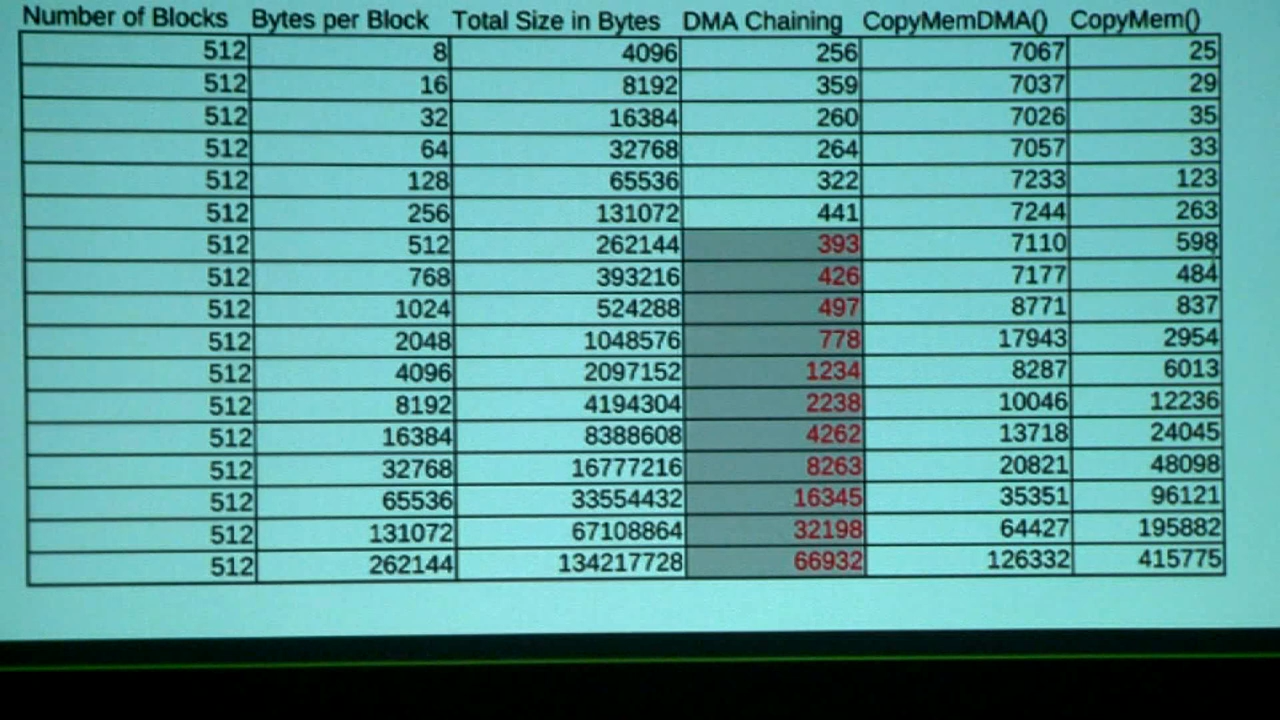 Number of Blocks Bytes per Block Total Size in Bytes DMA Chaining CopyMemDMA() CopyMem()
512 8 4096 256 7067 25
512 16 8192 359 7037 29
512 32 16384 260 7026 35
512 64 32768 264 7057 33
512 128 65536 322 7233 123
512 256 131072 441 7244 263
512 512 262144 393 7110 598
512 768 393216 426 7177 484
512 1024 524288 497 8771 837
512 2048 1048576 778 17943 2954
512 4096 2097152 1234 8287 6013
512 8192 4194304 2238 10046 12236
512 16384 8388608 4262 13718 24045
512 32768 16777216 8263 20821 48098
512 65536 33554432 16345 35351 96121
512 131072 67108864 32198 64427 195882
512 262144 134217728 66932 126332 415775